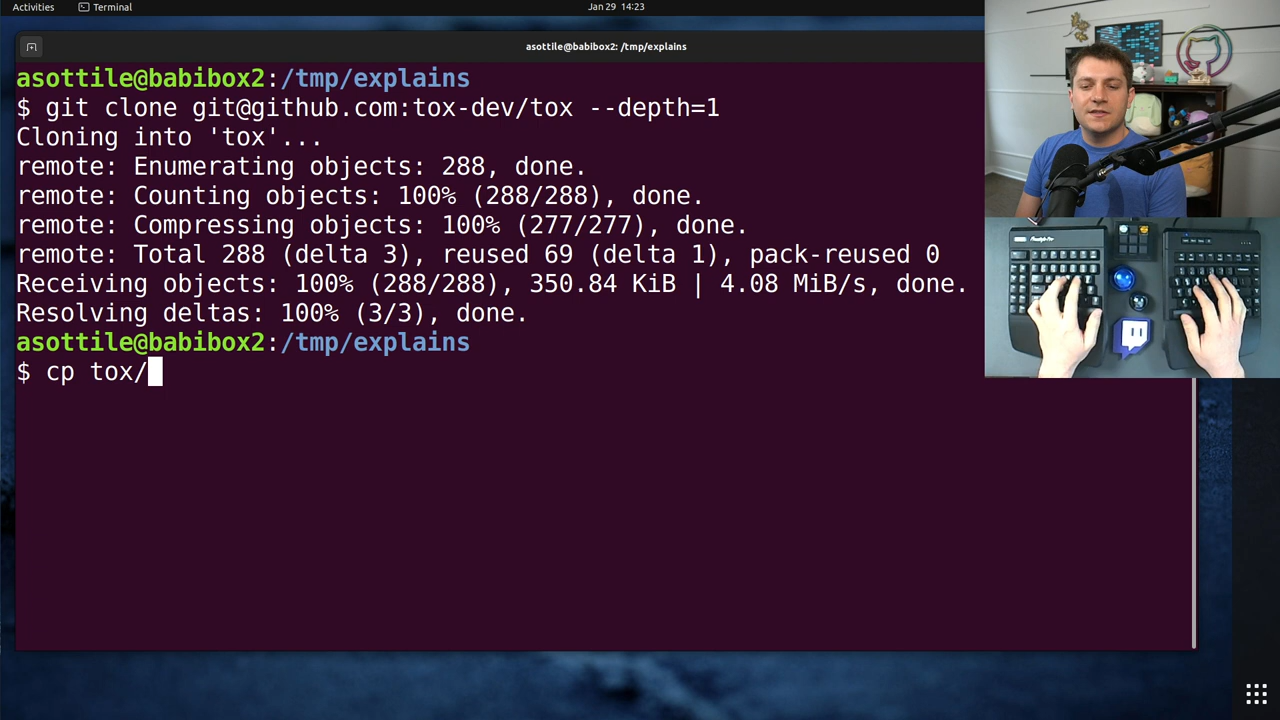 Activities
Terminal
Jan 29 14:23
asottile@babibox2: /tmp/explains
asottile@babibox2:/tmp/explains
$ git clone git@github.com:tox-dev/tox --depth=1
Cloning into 'tox'...
remote: Enumerating objects: 288, done.
remote: Counting objects: 100% (288/288), done.
remote: Compressing objects: 100% (277/277), done.
remote: Total 288 (delta 3), reused 69 (delta 1), pack-reused 0
Receiving objects: 100% (288/288), 350.84 KiB | 4.08 MiB/s, done.
Resolving deltas: 100% (3/3), done.
asottile@babibox2:/tmp/explains
$ cp tox/